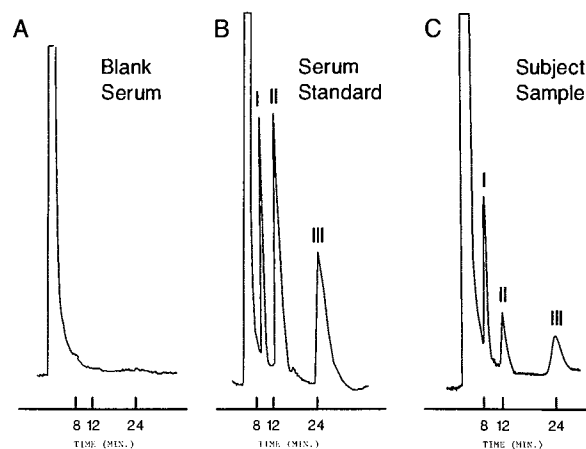 A
Blank
Serum
8 12 24
TIME (MIN.)
B
Serum
Standard
I II
III
8 12 24
TIME (MIN.)
C
Subject
Sample
I
II
III
8 12 24
TIME (MIN.)